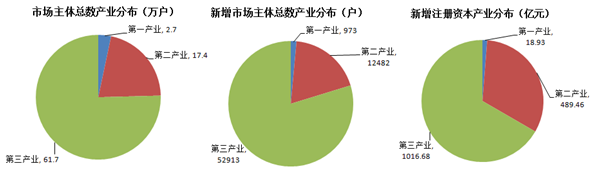 市场主体总数产业分布（万户）
第一产业, 2.7
第二产业, 17.4
第三产业, 61.7
新增市场主体总数产业分布（户）
第一产业, 973
第二产业,
12482
第三产业,
52913
新增注册资本产业分布（亿元）
第一产业,
18.93
第二产业,
489.46
第三产业,
1016.68